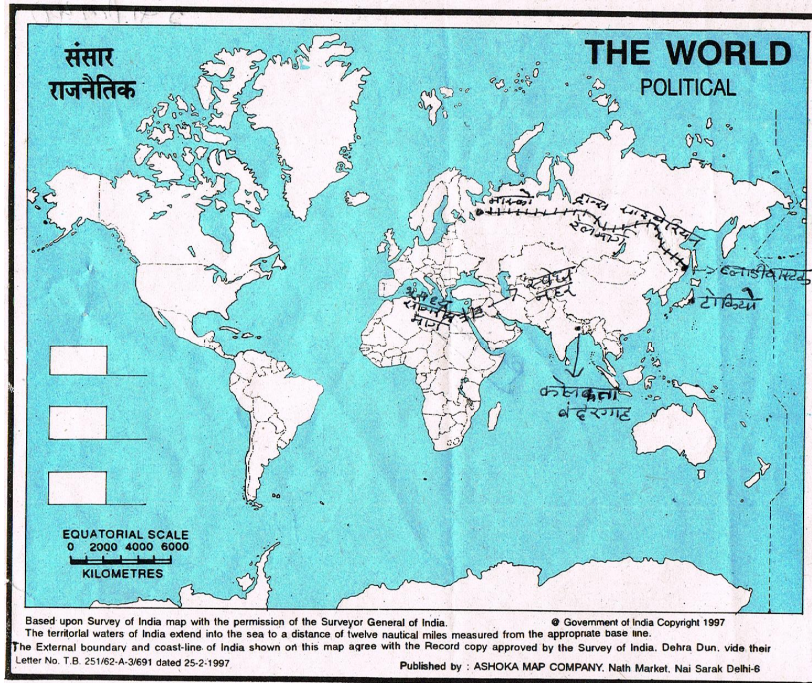 संसार
राजनैतिक
THE WORLD
POLITICAL
मास्को
ट्रान्स साइबेरियन
रेलमार्ग
स्वेज
नहर
मार्ग
टोकियो
कोलकता
बंदरगाह
EQUATORIAL SCALE
0 2000 4000 6000
KILOMETRES
Based upon Survey of India map with the permission of the Surveyor General of India.
@ Government of India Copyright 1997
The territorial waters of India extend into the sea to a distance of twelve nautical miles measured from the appropriate base line.
The External boundary and coast-line of India shown on this map agree with the Record copy approved by the Survey of India. Dehra Dun. vide their
Letter No. T.B. 251/62-A-3/691 dated 25-2-1997
Published by : ASHOKA MAP COMPANY. Nath Market, Nai Sarak Delhi-6